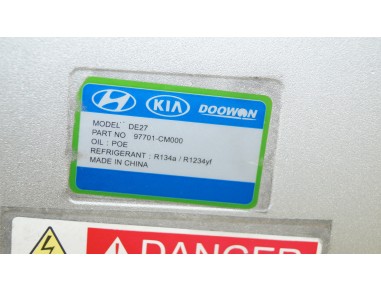 KIA DOOWON
MODEL : DE27
PART NO 97701-CM000
OIL : POE
REFRIGERANT : R134a / R1234yf
MADE IN CHINA
DANGER